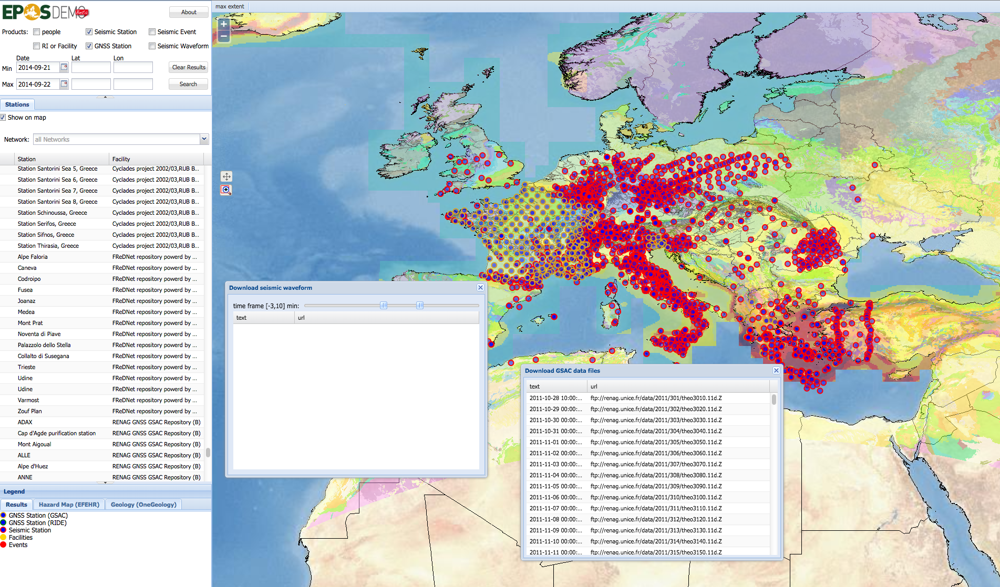 EPOS DEMO Beta
About
Products: people Seismic Station Seismic Event
RI or Facility GNSS Station Seismic Waveform
Date Lat Lon
Min 2014-09-21 Clear Results
Max 2014-09-22 Search
Stations
Show on map
Network: all Networks
Station Facility
Station Santorini Sea 5, Greece Cyclades project 2002/03,RUB B...
Station Santorini Sea 6, Greece Cyclades project 2002/03,RUB B...
Station Santorini Sea 7, Greece Cyclades project 2002/03,RUB B...
Station Santorini Sea 8, Greece Cyclades project 2002/03,RUB B...
Station Schinoussa, Greece Cyclades project 2002/03,RUB B...
Station Serifos, Greece Cyclades project 2002/03,RUB B...
Station Sifnos, Greece Cyclades project 2002/03,RUB B...
Station Thirasia, Greece Cyclades project 2002/03,RUB B...
Alpe Faloria FReDNet repository powerd by ...
Caneva FReDNet repository powerd by ...
Codroipo FReDNet repository powerd by ...
Fusea FReDNet repository powerd by ...
Joanaz FReDNet repository powerd by ...
Medea FReDNet repository powerd by ...
Mont Prat FReDNet repository powerd by ...
Noventa di Piave FReDNet repository powerd by ...
Palazzolo dello Stella FReDNet repository powerd by ...
Collalto di Susegana FReDNet repository powerd by ...
Trieste FReDNet repository powerd by ...
Udine FReDNet repository powerd by ...
Udine FReDNet repository powerd by ...
Varmost FReDNet repository powerd by ...
Zouf Plan FReDNet repository powerd by ...
ADAX RENAG GNSS GSAC Repository (B)
Cap d'Agde purification station RENAG GNSS GSAC Repository (B)
Mont Aigoual RENAG GNSS GSAC Repository (B)
ALLE RENAG GNSS GSAC Repository (B)
Alpe d'Huez RENAG GNSS GSAC Repository (B)
ANNE RENAG GNSS GSAC Repository (B)
Legend
Results Hazard Map (EFEHR) Geology (OneGeology)
GNSS Station (GSAC)
GNSS Station (RIDE)
Seismic Station
Facilities
Events
max extent
+
−
Download seismic waveform
time frame [-3,10] min:
text url
Download GSAC data files
text url
2011-10-28 10:00:... ftp://renag.unice.fr/data/2011/301/theo3010.11d.Z
2011-10-29 00:00:... ftp://renag.unice.fr/data/2011/302/theo3020.11d.Z
2011-10-30 00:00:... ftp://renag.unice.fr/data/2011/303/theo3030.11d.Z
2011-10-31 00:00:... ftp://renag.unice.fr/data/2011/304/theo3040.11d.Z
2011-11-01 00:00:... ftp://renag.unice.fr/data/2011/305/theo3050.11d.Z
2011-11-02 00:00:... ftp://renag.unice.fr/data/2011/306/theo3060.11d.Z
2011-11-03 00:00:... ftp://renag.unice.fr/data/2011/307/theo3070.11d.Z
2011-11-04 00:00:... ftp://renag.unice.fr/data/2011/308/theo3080.11d.Z
2011-11-05 00:00:... ftp://renag.unice.fr/data/2011/309/theo3090.11d.Z
2011-11-06 00:00:... ftp://renag.unice.fr/data/2011/310/theo3100.11d.Z
2011-11-07 00:00:... ftp://renag.unice.fr/data/2011/311/theo3110.11d.Z
2011-11-08 00:00:... ftp://renag.unice.fr/data/2011/312/theo3120.11d.Z
2011-11-09 00:00:... ftp://renag.unice.fr/data/2011/313/theo3130.11d.Z
2011-11-10 00:00:... ftp://renag.unice.fr/data/2011/314/theo3140.11d.Z
2011-11-11 00:00:... ftp://renag.unice.fr/data/2011/315/theo3150.11d.Z